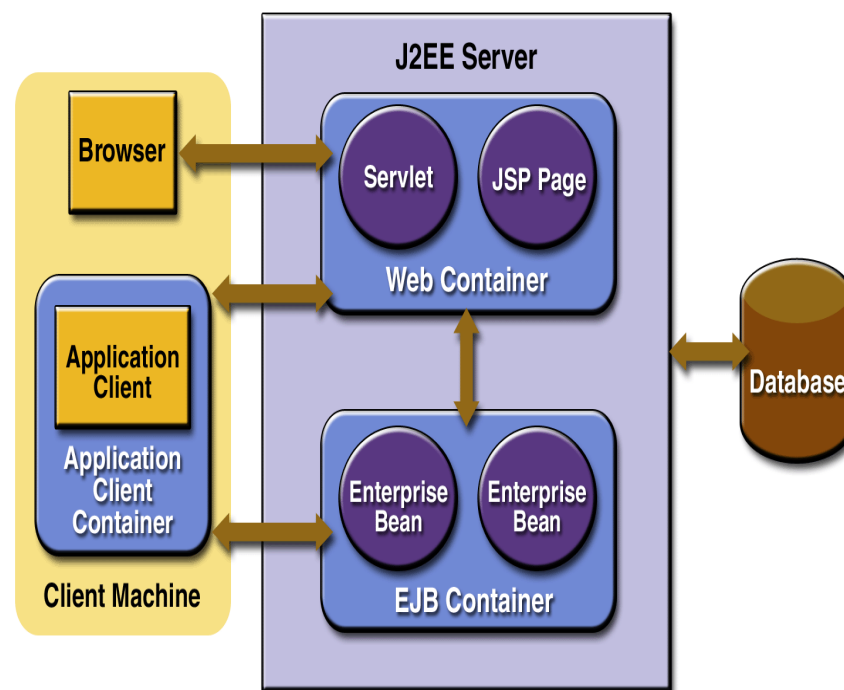 J2EE Server
Browser
Servlet
JSP Page
Web Container
Application
Client
Application
Client
Container
Client Machine
Enterprise
Bean
Enterprise
Bean
EJB Container
Database